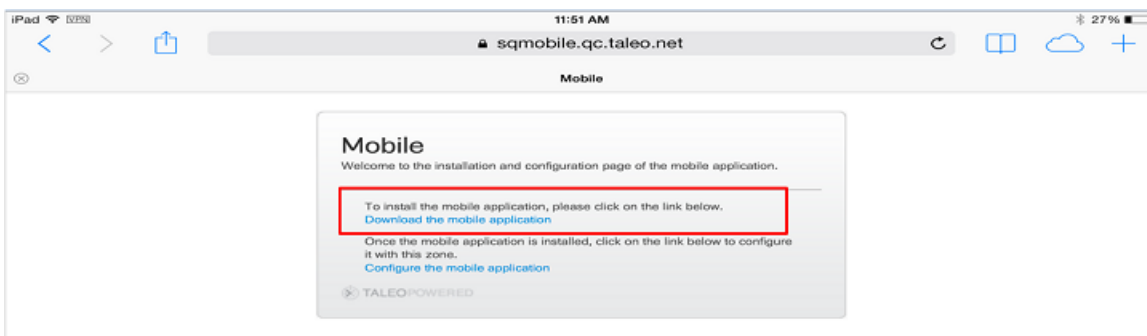 iPad VPN 11:51 AM 27%
sqmobile.qc.taleo.net
Mobile
Mobile
Welcome to the installation and configuration page of the mobile application.
To install the mobile application, please click on the link below.
Download the mobile application
Once the mobile application is installed, click on the link below to configure
it with this zone.
Configure the mobile application
TALEOPOWERED